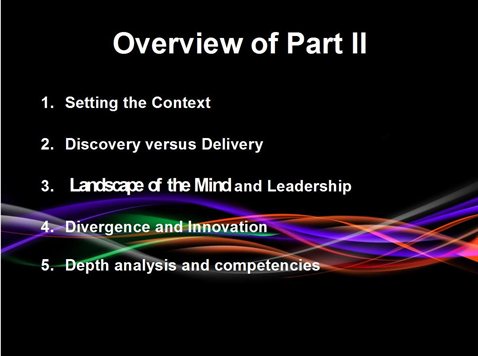 Overview of Part II
1. Setting the Context
2. Discovery versus Delivery
3. Landscape of the Mind and Leadership
4. Divergence and Innovation
5. Depth analysis and competencies